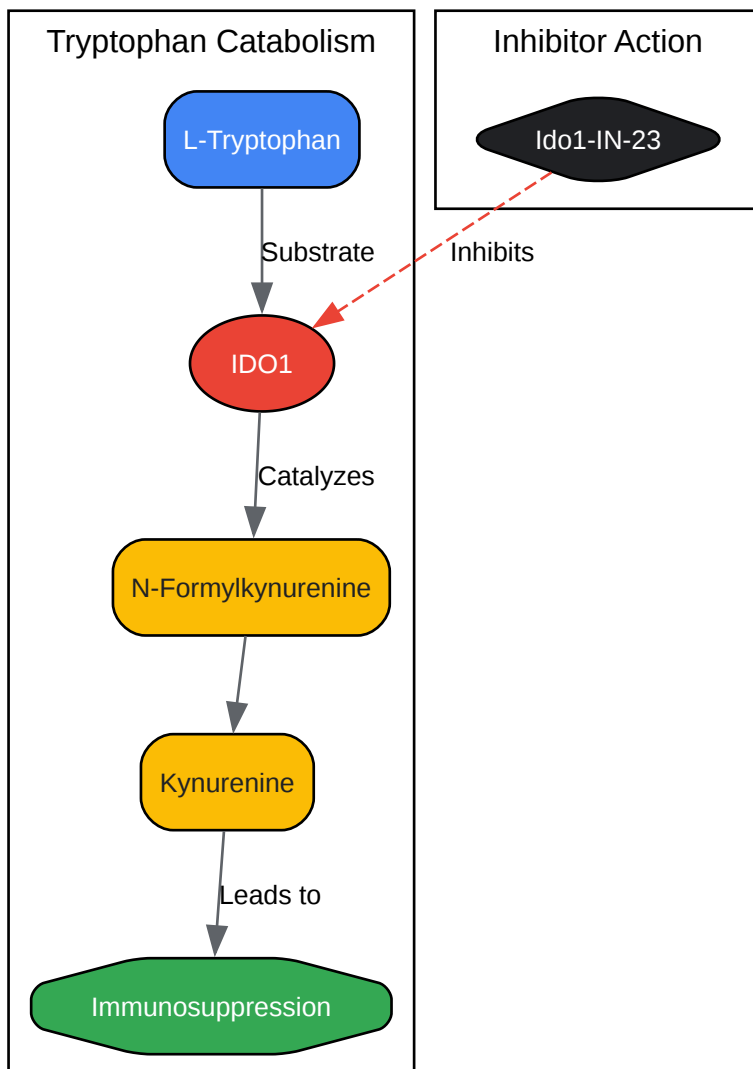 Tryptophan Catabolism
Inhibitor Action
L-Tryptophan
Ido1-IN-23
Substrate
Inhibits
IDO1
Catalyzes
N-Formylkynurenine
Kynurenine
Leads to
Immunosuppression